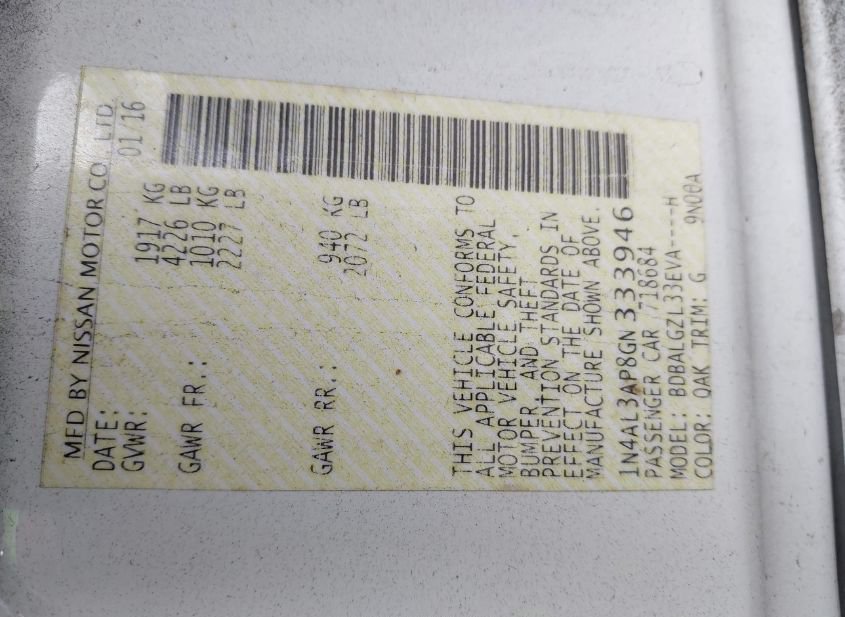 MFD BY NISSAN MOTOR CO., LTD.
DATE: 01/16
GVWR: 1917 KG
4226 LB
GAWR FR.: 1010 KG
2227 LB
GAWR RR.: 940 KG
2072 LB
THIS VEHICLE CONFORMS TO
ALL APPLICABLE FEDERAL
MOTOR VEHICLE SAFETY,
BUMPER, AND THEFT
PREVENTION STANDARDS IN
EFFECT ON THE DATE OF
MANUFACTURE SHOWN ABOVE.
1N4AL3AP8GN333946
PASSENGER CAR 718684
MODEL: BDBALGZL33EVA----H
COLOR: QAK TRIM: G 9N00A